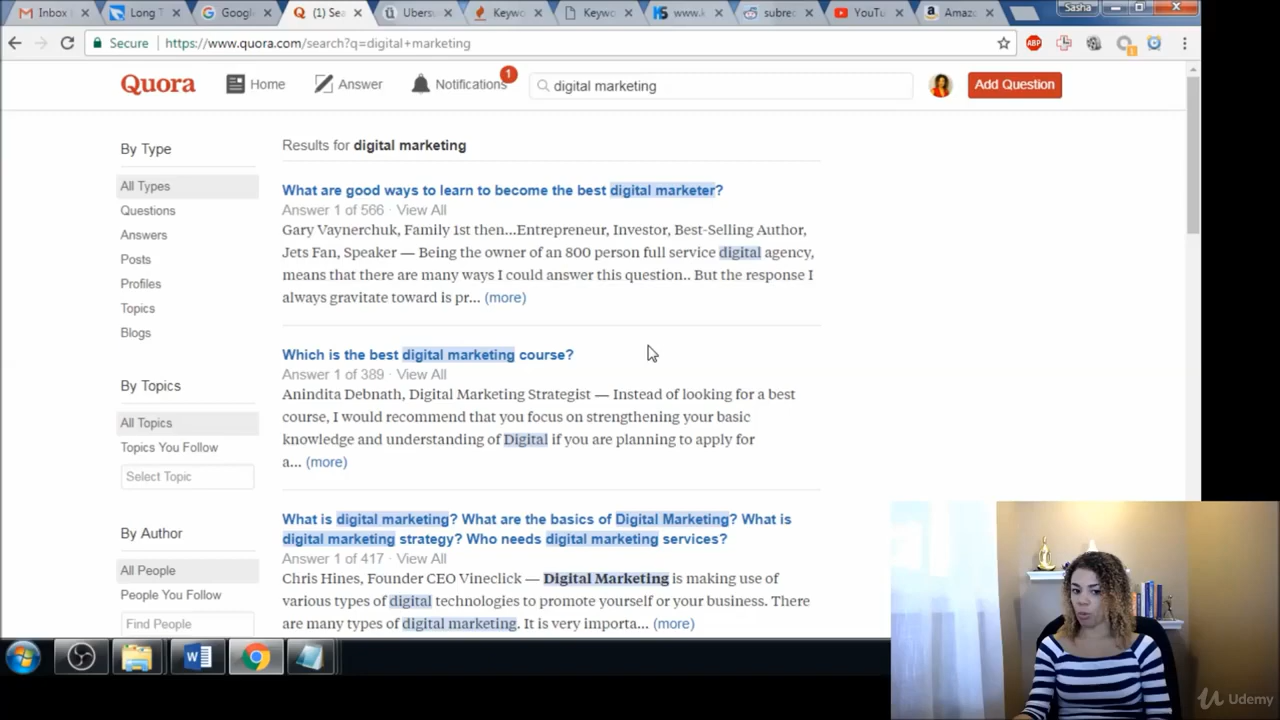 Inbox
Long T
Google
(1) Sea
Ubers
Keywo
Keywo
www.k
subred
YouTu
Amaz
Sasha
Secure
https://www.quora.com/search?q=digital+marketing
ABP
Quora
Home
Answer
Notifications
1
digital marketing
Add Question
By Type
All Types
Questions
Answers
Posts
Profiles
Topics
Blogs
By Topics
All Topics
Topics You Follow
Select Topic
By Author
All People
People You Follow
Find People
Results for digital marketing
What are good ways to learn to become the best digital marketer?
Answer 1 of 566 · View All
Gary Vaynerchuk, Family 1st then...Entrepreneur, Investor, Best-Selling Author,
Jets Fan, Speaker — Being the owner of an 800 person full service digital agency,
means that there are many ways I could answer this question.. But the response I
always gravitate toward is pr... (more)
Which is the best digital marketing course?
Answer 1 of 389 · View All
Anindita Debnath, Digital Marketing Strategist — Instead of looking for a best
course, I would recommend that you focus on strengthening your basic
knowledge and understanding of Digital if you are planning to apply for
a... (more)
What is digital marketing? What are the basics of Digital Marketing? What is
digital marketing strategy? Who needs digital marketing services?
Answer 1 of 417 · View All
Chris Hines, Founder CEO Vineclick — Digital Marketing is making use of
various types of digital technologies to promote yourself or your business. There
are many types of digital marketing. It is very importa... (more)
Udemy